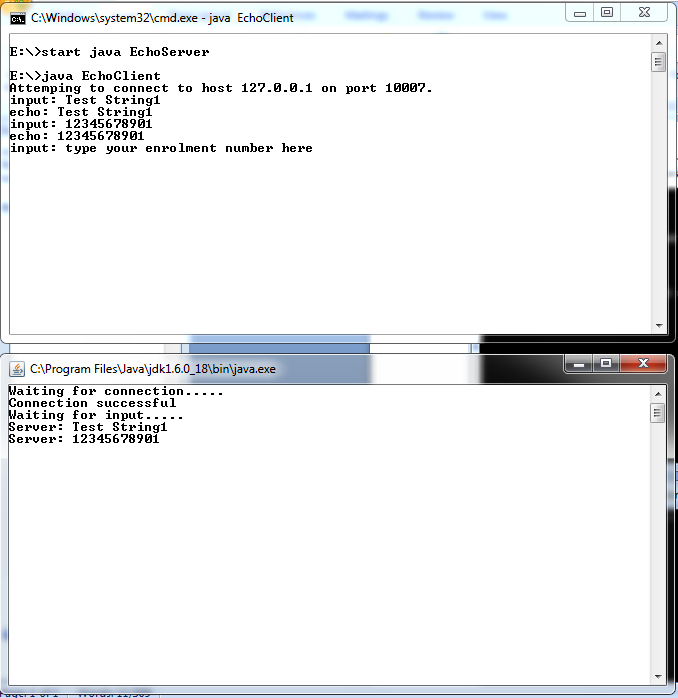 C:\Windows\system32\cmd.exe - java EchoClient
Mailings Review View
E:\>start java EchoServer
E:\>java EchoClient
Attemping to connect to host 127.0.0.1 on port 10007.
input: Test String1
echo: Test String1
input: 12345678901
echo: 12345678901
input: type your enrolment number here
C:\Program Files\Java\jdk1.6.0_18\bin\java.exe
Waiting for connection.....
Connection successful
Waiting for input.....
Server: Test String1
Server: 12345678901